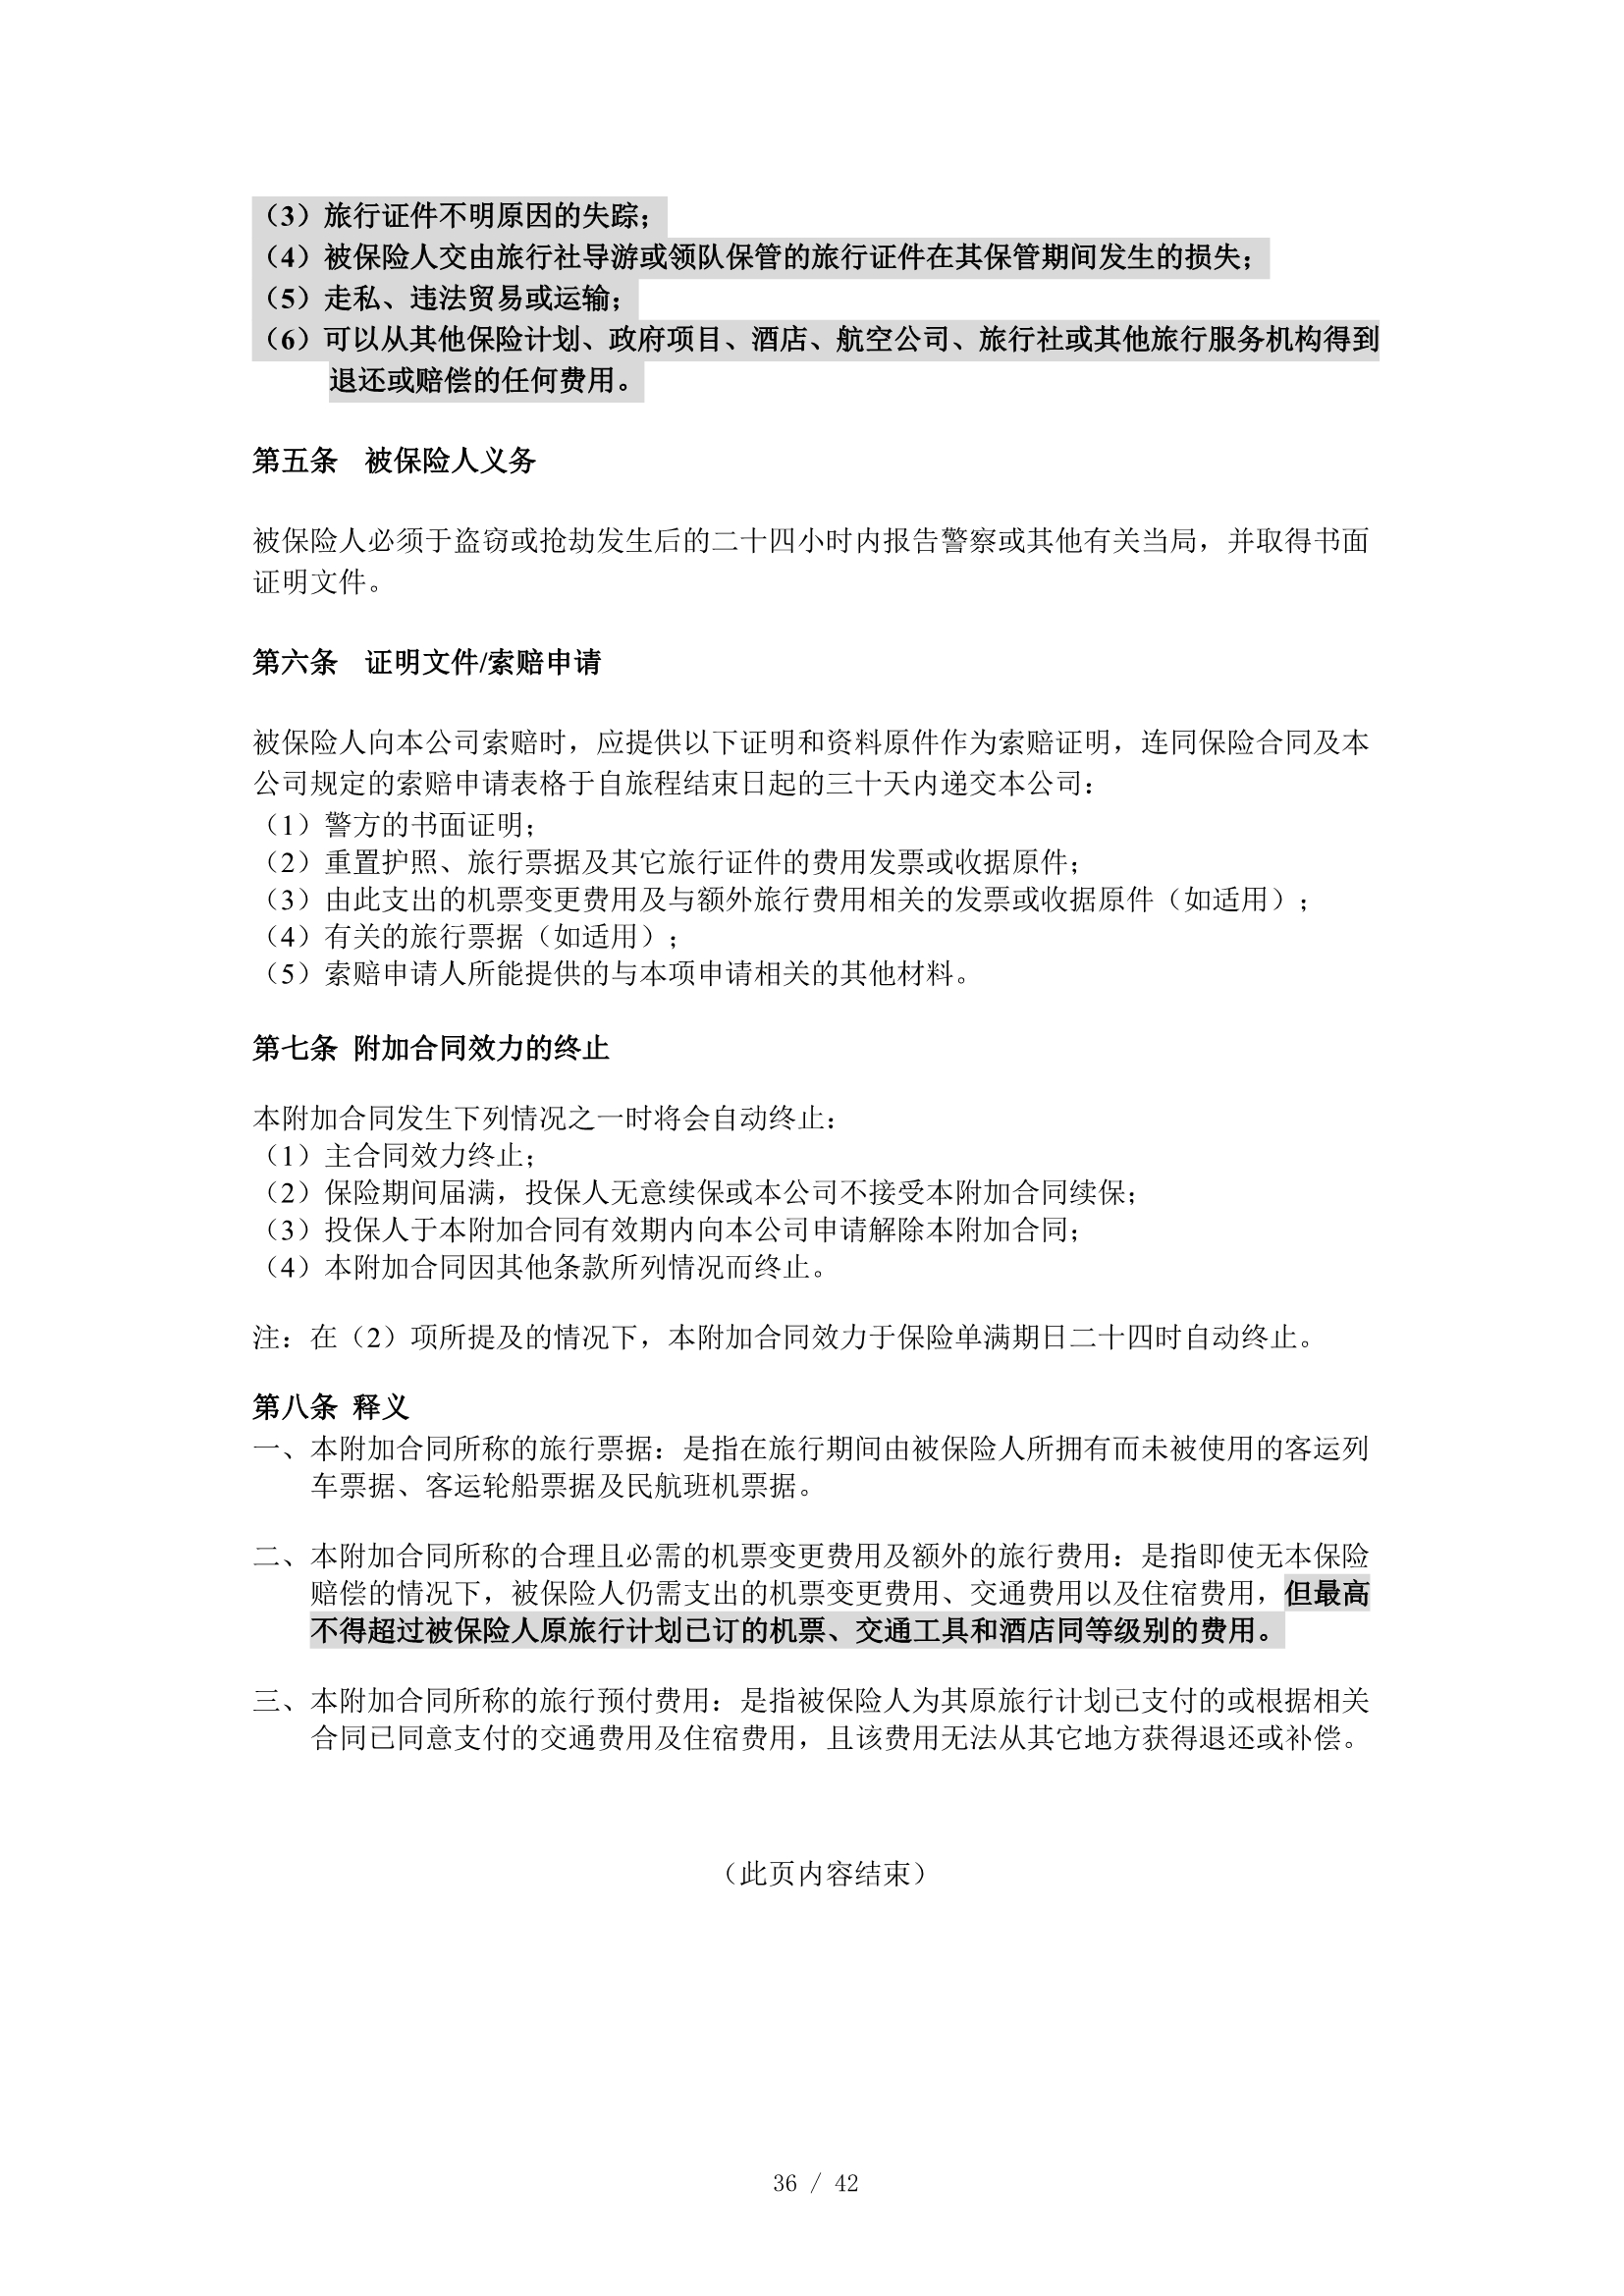 （3）旅行证件不明原因的失踪；
（4）被保险人交由旅行社导游或领队保管的旅行证件在其保管期间发生的损失；
（5）走私、违法贸易或运输；
（6）可以从其他保险计划、政府项目、酒店、航空公司、旅行社或其他旅行服务机构得到
退还或赔偿的任何费用。
第五条 被保险人义务
被保险人必须于盗窃或抢劫发生后的二十四小时内报告警察或其他有关当局，并取得书面
证明文件。
第六条 证明文件/索赔申请
被保险人向本公司索赔时，应提供以下证明和资料原件作为索赔证明，连同保险合同及本
公司规定的索赔申请表格于自旅程结束日起的三十天内递交本公司：
（1）警方的书面证明；
（2）重置护照、旅行票据及其它旅行证件的费用发票或收据原件；
（3）由此支出的机票变更费用及与额外旅行费用相关的发票或收据原件（如适用）；
（4）有关的旅行票据（如适用）；
（5）索赔申请人所能提供的与本项申请相关的其他材料。
第七条 附加合同效力的终止
本附加合同发生下列情况之一时将会自动终止：
（1）主合同效力终止；
（2）保险期间届满，投保人无意续保或本公司不接受本附加合同续保；
（3）投保人于本附加合同有效期内向本公司申请解除本附加合同；
（4）本附加合同因其他条款所列情况而终止。
注：在（2）项所提及的情况下，本附加合同效力于保险单满期日二十四时自动终止。
第八条 释义
一、本附加合同所称的旅行票据：是指在旅行期间由被保险人所拥有而未被使用的客运列
车票据、客运轮船票据及民航班机票据。
二、本附加合同所称的合理且必需的机票变更费用及额外的旅行费用：是指即使无本保险
赔偿的情况下，被保险人仍需支出的机票变更费用、交通费用以及住宿费用，但最高
不得超过被保险人原旅行计划已订的机票、交通工具和酒店同等级别的费用。
三、本附加合同所称的旅行预付费用：是指被保险人为其原旅行计划已支付的或根据相关
合同已同意支付的交通费用及住宿费用，且该费用无法从其它地方获得退还或补偿。
（此页内容结束）
36 / 42